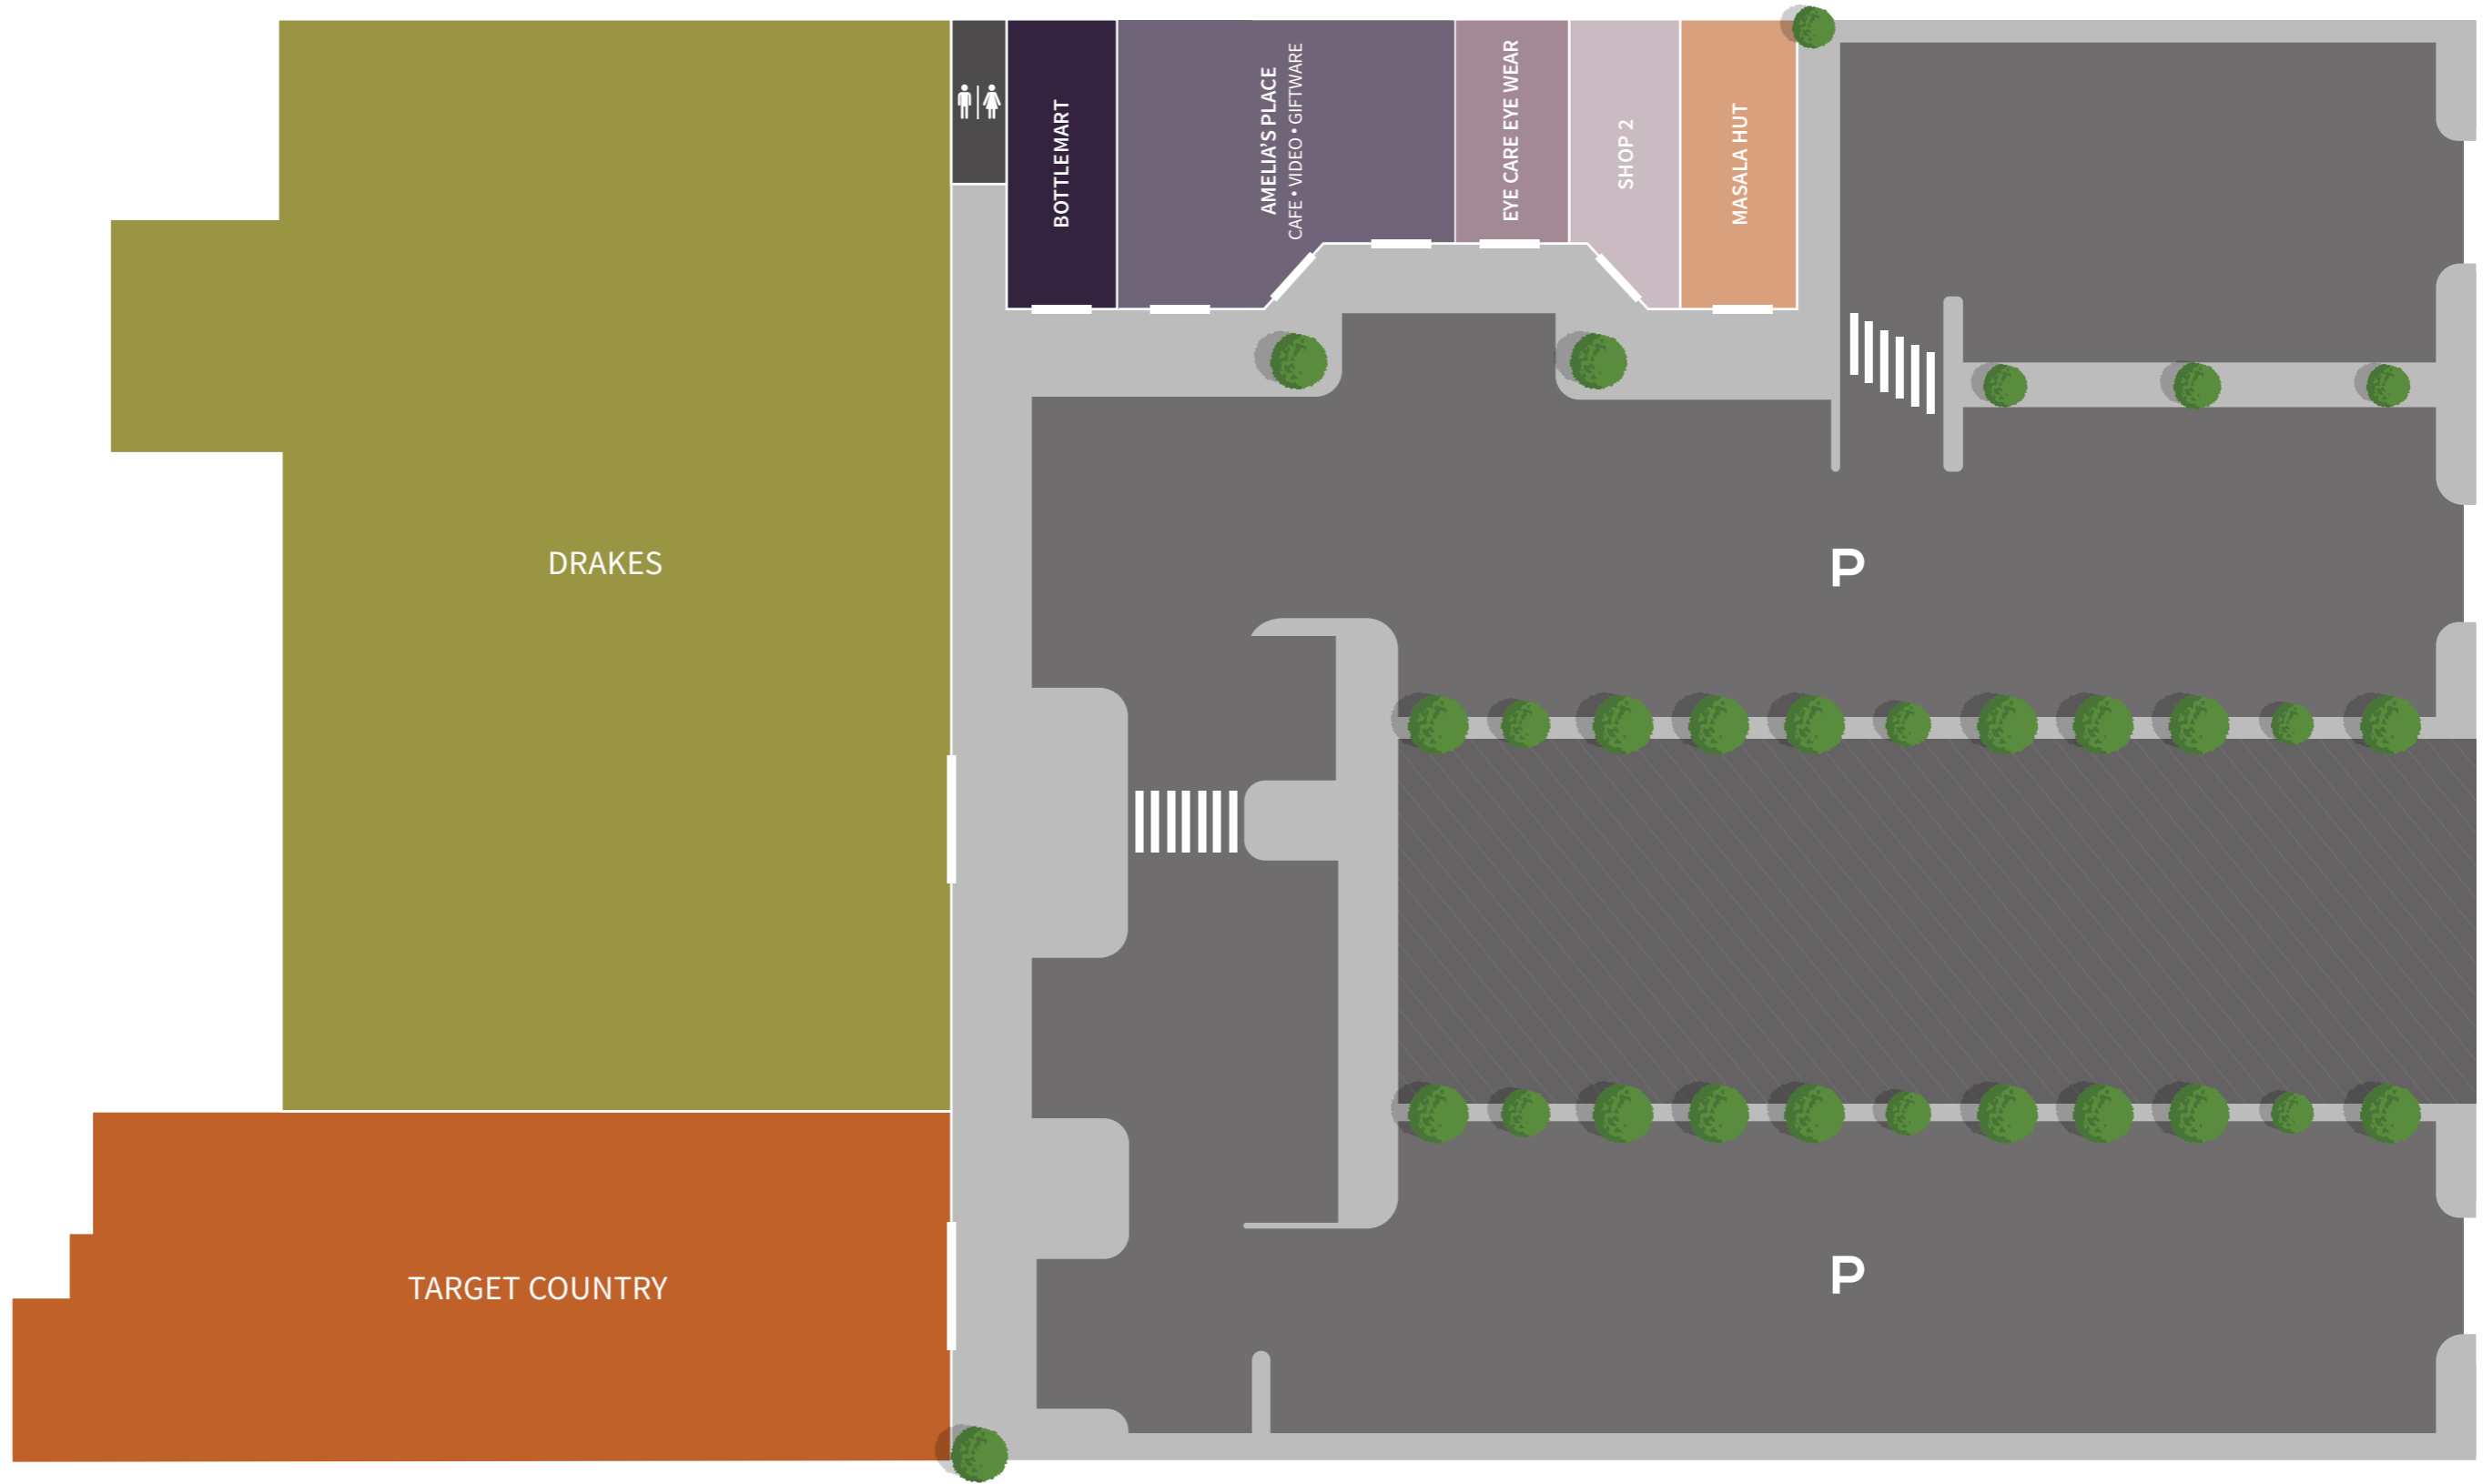 BOTTLEMART
AMELIA'S PLACE
CAFE • VIDEO • GIFTWARE
EYE CARE EYE WEAR
SHOP 2
MASALA HUT
DRAKES
P
TARGET COUNTRY
P